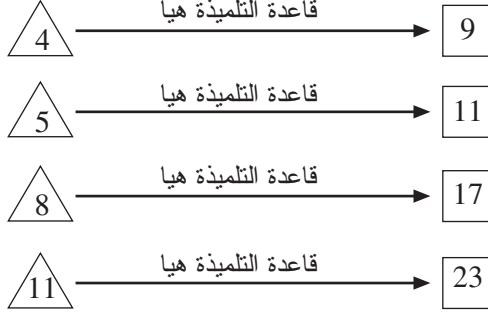 قاعدة التلميذة هيا
4 9
قاعدة التلميذة هيا
5 11
قاعدة التلميذة هيا
8 17
قاعدة التلميذة هيا
11 23